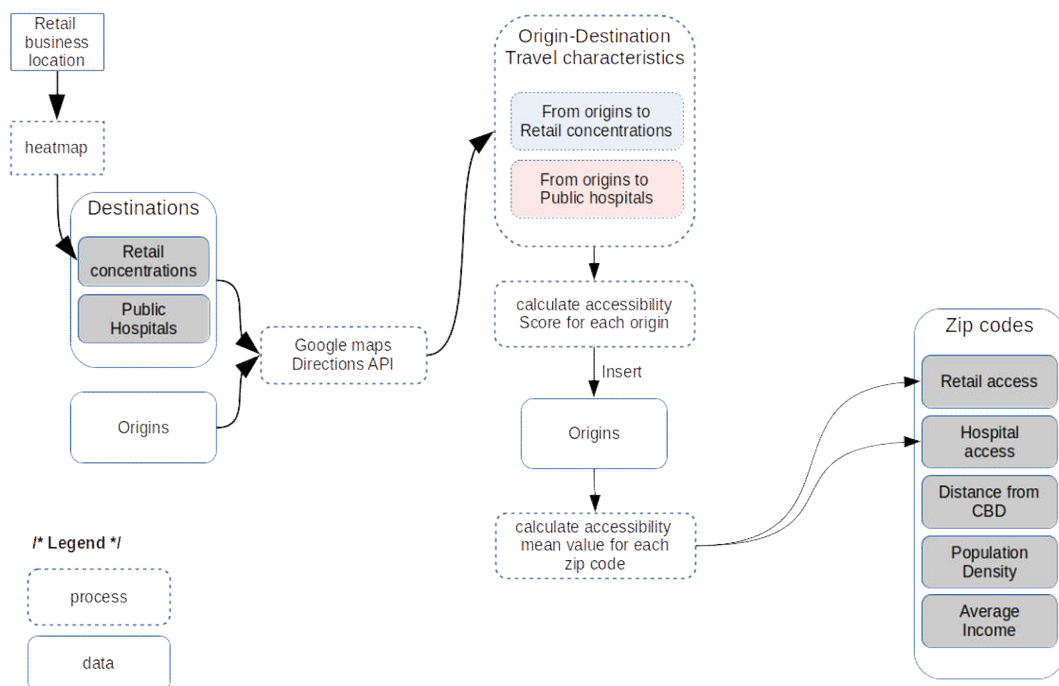 Retail
business
location
heatmap
Destinations
Retail
concentrations
Public
Hospitals
Origins
Google maps
Directions API
Origin-Destination
Travel characteristics
From origins to
Retail concentrations
From origins to
Public hospitals
calculate accessibility
Score for each origin
Insert
Origins
calculate accessibility
mean value for each
zip code
Zip codes
Retail access
Hospital
access
Distance from
CBD
Population
Density
Average
Income
/* Legend */
process
data